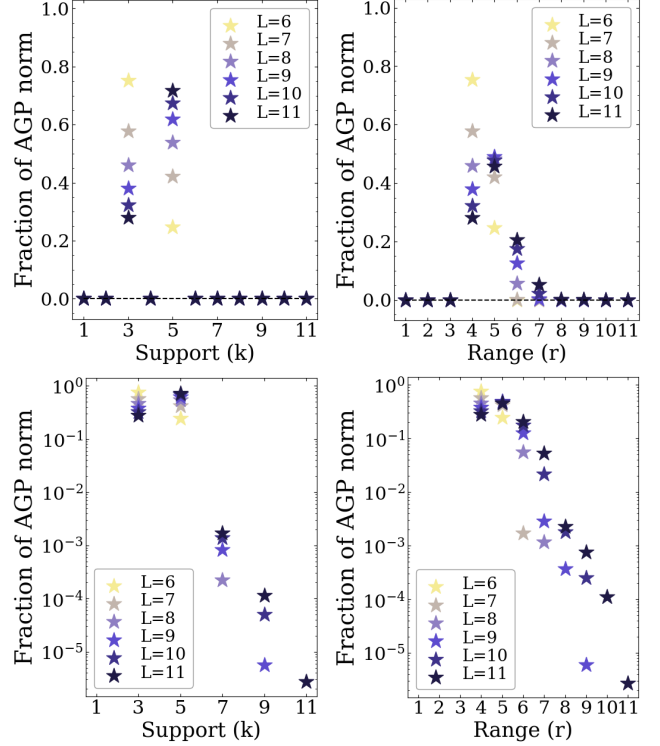 Fraction of AGP norm
1.0
0.8
0.6
0.4
0.2
0.0
L=6
L=7
L=8
L=9
L=10
L=11
1 2 3 4 5 6 7 8 9 10 11
Support (k)
Fraction of AGP norm
1.0
0.8
0.6
0.4
0.2
0.0
L=6
L=7
L=8
L=9
L=10
L=11
1 2 3 4 5 6 7 8 9 10 11
Range (r)
Fraction of AGP norm
10⁰
10⁻¹
10⁻²
10⁻³
10⁻⁴
10⁻⁵
L=6
L=7
L=8
L=9
L=10
L=11
1 3 5 7 9 11
Support (k)
Fraction of AGP norm
10⁰
10⁻¹
10⁻²
10⁻³
10⁻⁴
10⁻⁵
L=6
L=7
L=8
L=9
L=10
L=11
1 2 3 4 5 6 7 8 9 10 11
Range (r)